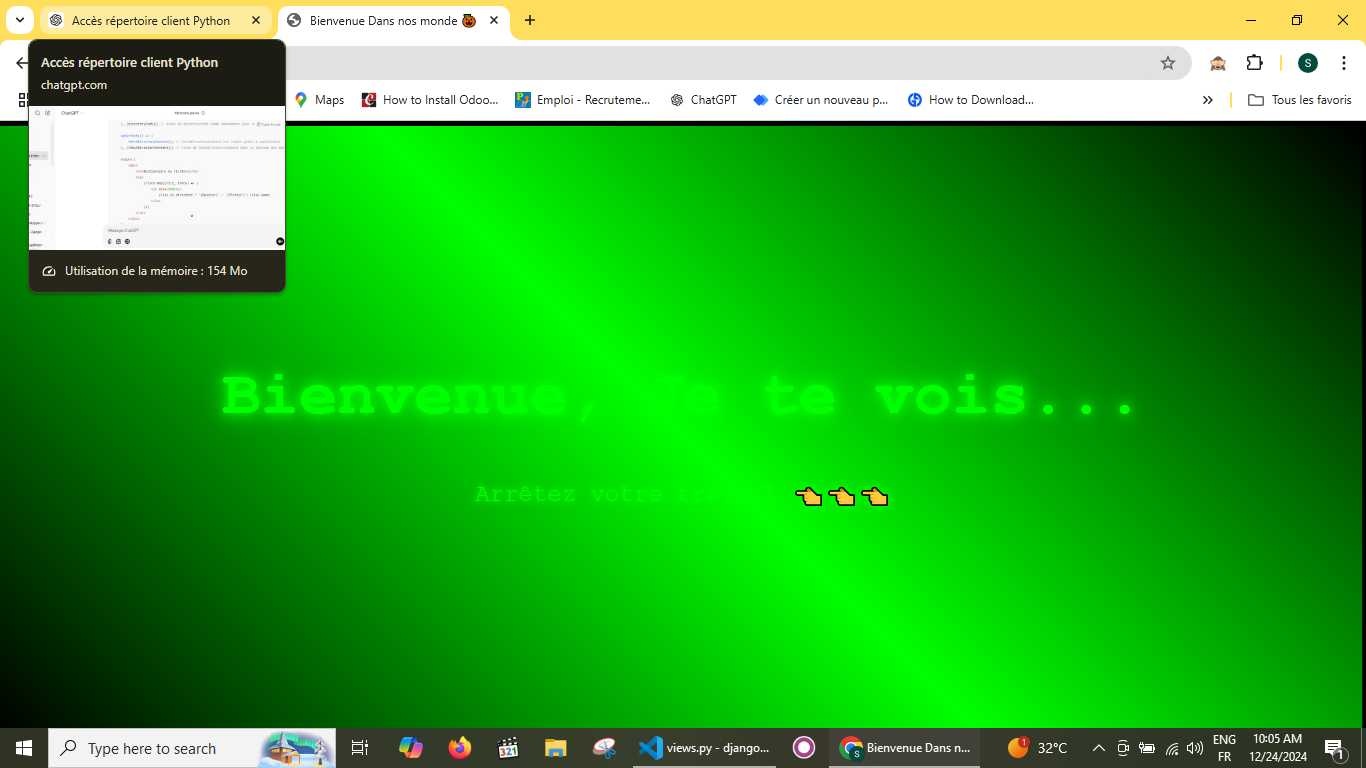 Accès répertoire client Python
Bienvenue Dans nos monde 🎃
Accès répertoire client Python
chatgpt.com
Maps
How to Install Odoo...
Emploi - Recruteme...
ChatGPT
Créer un nouveau p...
How to Download...
Tous les favoris
ChatGPT
Utilisation de la mémoire : 154 Mo
Bienvenue, Je te vois...
Arrêtez votre 👈👈👈
Type here to search
views.py - django...
Bienvenue Dans n...
32°C
ENG
FR
10:05 AM
12/24/2024